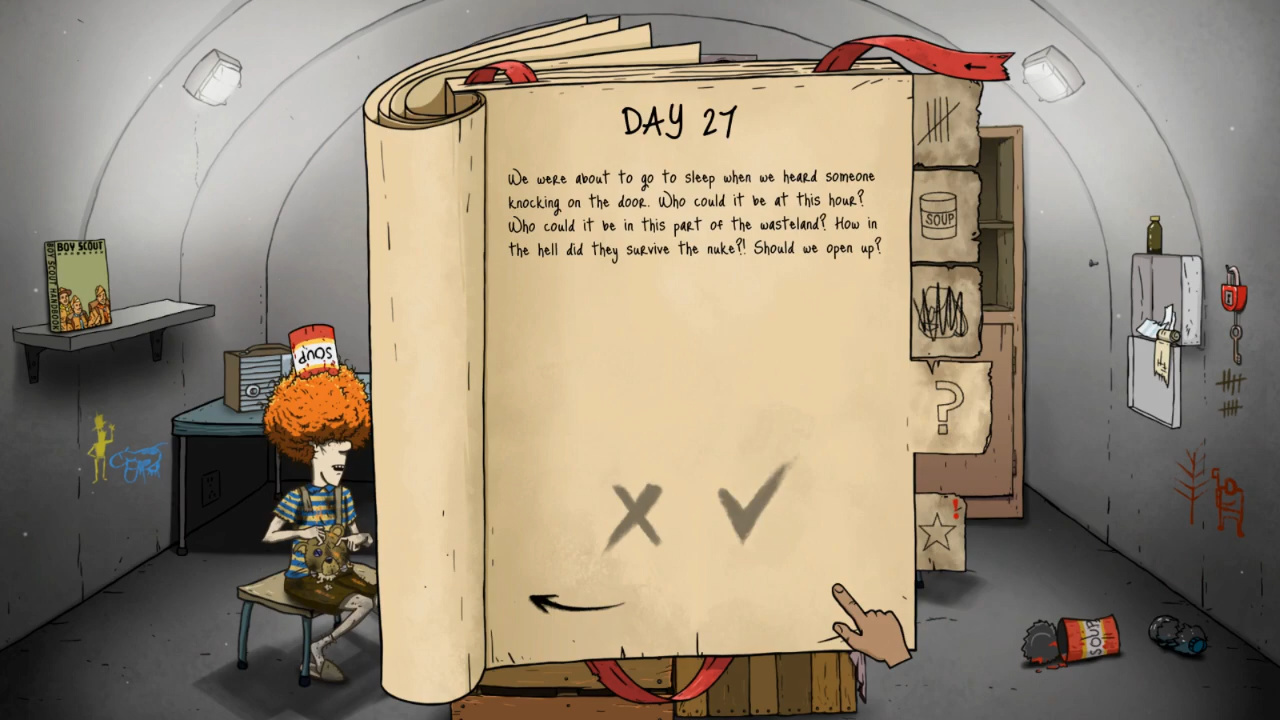 DAY 27
We were about to go to sleep when we heard someone
knocking on the door. Who could it be at this hour?
Who could it be in this part of the wasteland? How in
the hell did they survive the nuke?! Should we open up?
SOUP
?
!
BOY SCOUT
BOY SCOUT HANDBOOK
SOUP
SOUP